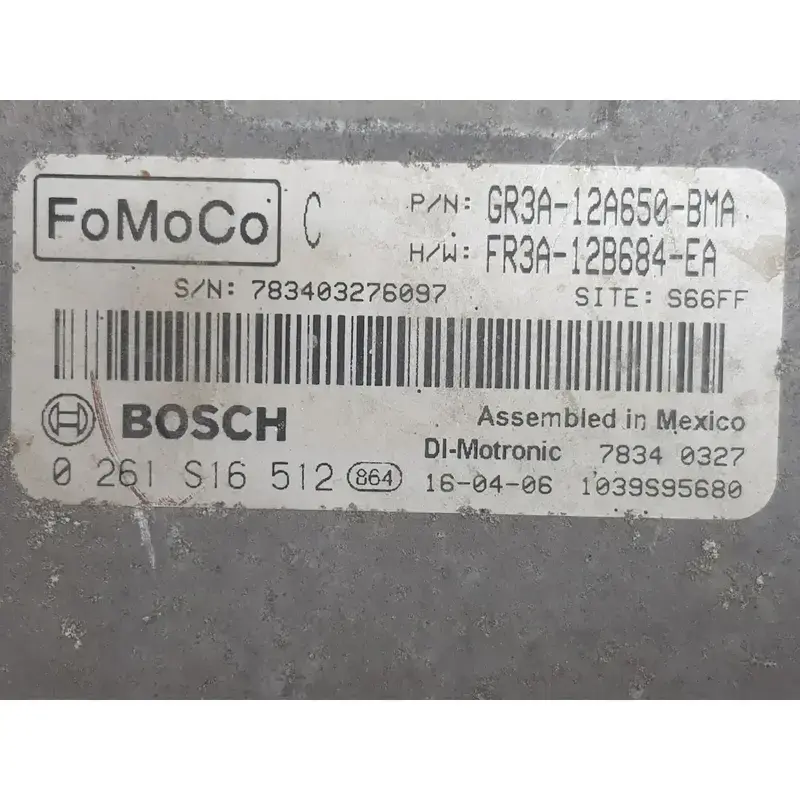 FoMoCo C P/N: GR3A-12A650-BMA
H/W: FR3A-12B684-EA
S/N: 783403276097 SITE: S66FF
H BOSCH Assembled in Mexico
DI-Motronic 7834 0327
0 261 S16 512 864 16-04-06 1039S95680